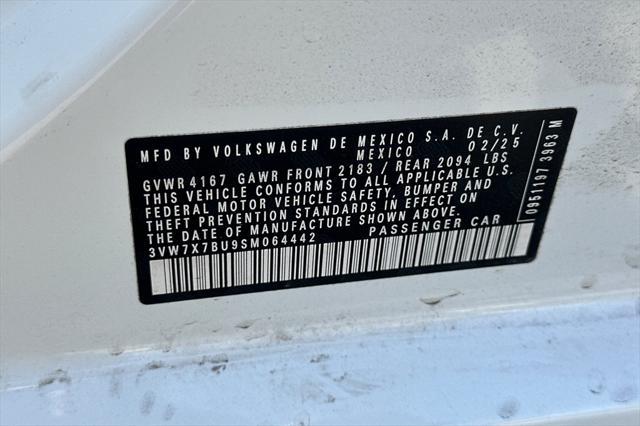 MFD BY VOLKSWAGEN DE MEXICO S.A. DE C.V.
MEXICO 02/25
GVWR 4167 GAWR FRONT 2183 / REAR 2094 LBS
THIS VEHICLE CONFORMS TO ALL APPLICABLE U.S.
FEDERAL MOTOR VEHICLE SAFETY, BUMPER AND
THEFT PREVENTION STANDARDS IN EFFECT ON
THE DATE OF MANUFACTURE SHOWN ABOVE.
3VW7X7BU9SM064442 PASSENGER CAR
0951197 3963 M